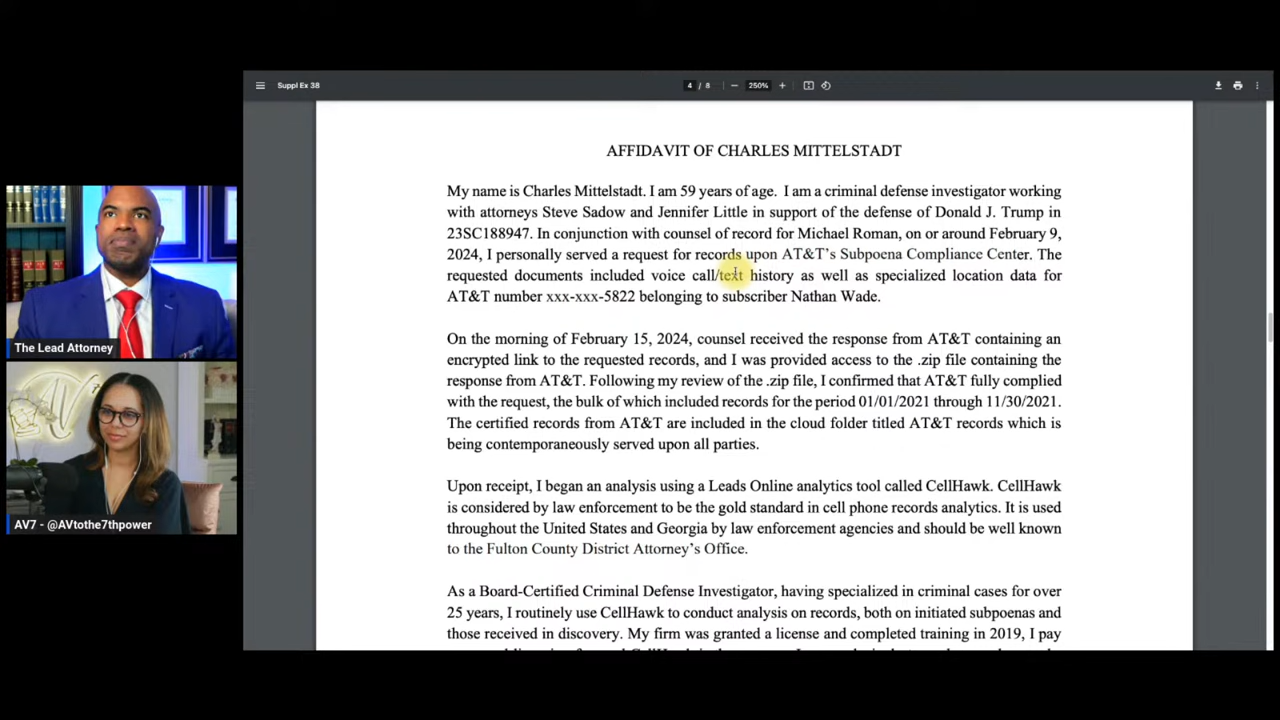 Suppl Ex 38
4 / 8
250%
AFFIDAVIT OF CHARLES MITTELSTADT
My name is Charles Mittelstadt. I am 59 years of age. I am a criminal defense investigator working
with attorneys Steve Sadow and Jennifer Little in support of the defense of Donald J. Trump in
23SC188947. In conjunction with counsel of record for Michael Roman, on or around February 9,
2024, I personally served a request for records upon AT&T’s Subpoena Compliance Center. The
requested documents included voice call/text history as well as specialized location data for
AT&T number xxx-xxx-5822 belonging to subscriber Nathan Wade.
On the morning of February 15, 2024, counsel received the response from AT&T containing an
encrypted link to the requested records, and I was provided access to the .zip file containing the
response from AT&T. Following my review of the .zip file, I confirmed that AT&T fully complied
with the request, the bulk of which included records for the period 01/01/2021 through 11/30/2021.
The certified records from AT&T are included in the cloud folder titled AT&T records which is
being contemporaneously served upon all parties.
Upon receipt, I began an analysis using a Leads Online analytics tool called CellHawk. CellHawk
is considered by law enforcement to be the gold standard in cell phone records analytics. It is used
throughout the United States and Georgia by law enforcement agencies and should be well known
to the Fulton County District Attorney’s Office.
As a Board-Certified Criminal Defense Investigator, having specialized in criminal cases for over
25 years, I routinely use CellHawk to conduct analysis on records, both on initiated subpoenas and
those received in discovery. My firm was granted a license and completed training in 2019, I pay
The Lead Attorney
AV7 - @AVtothe7thpower